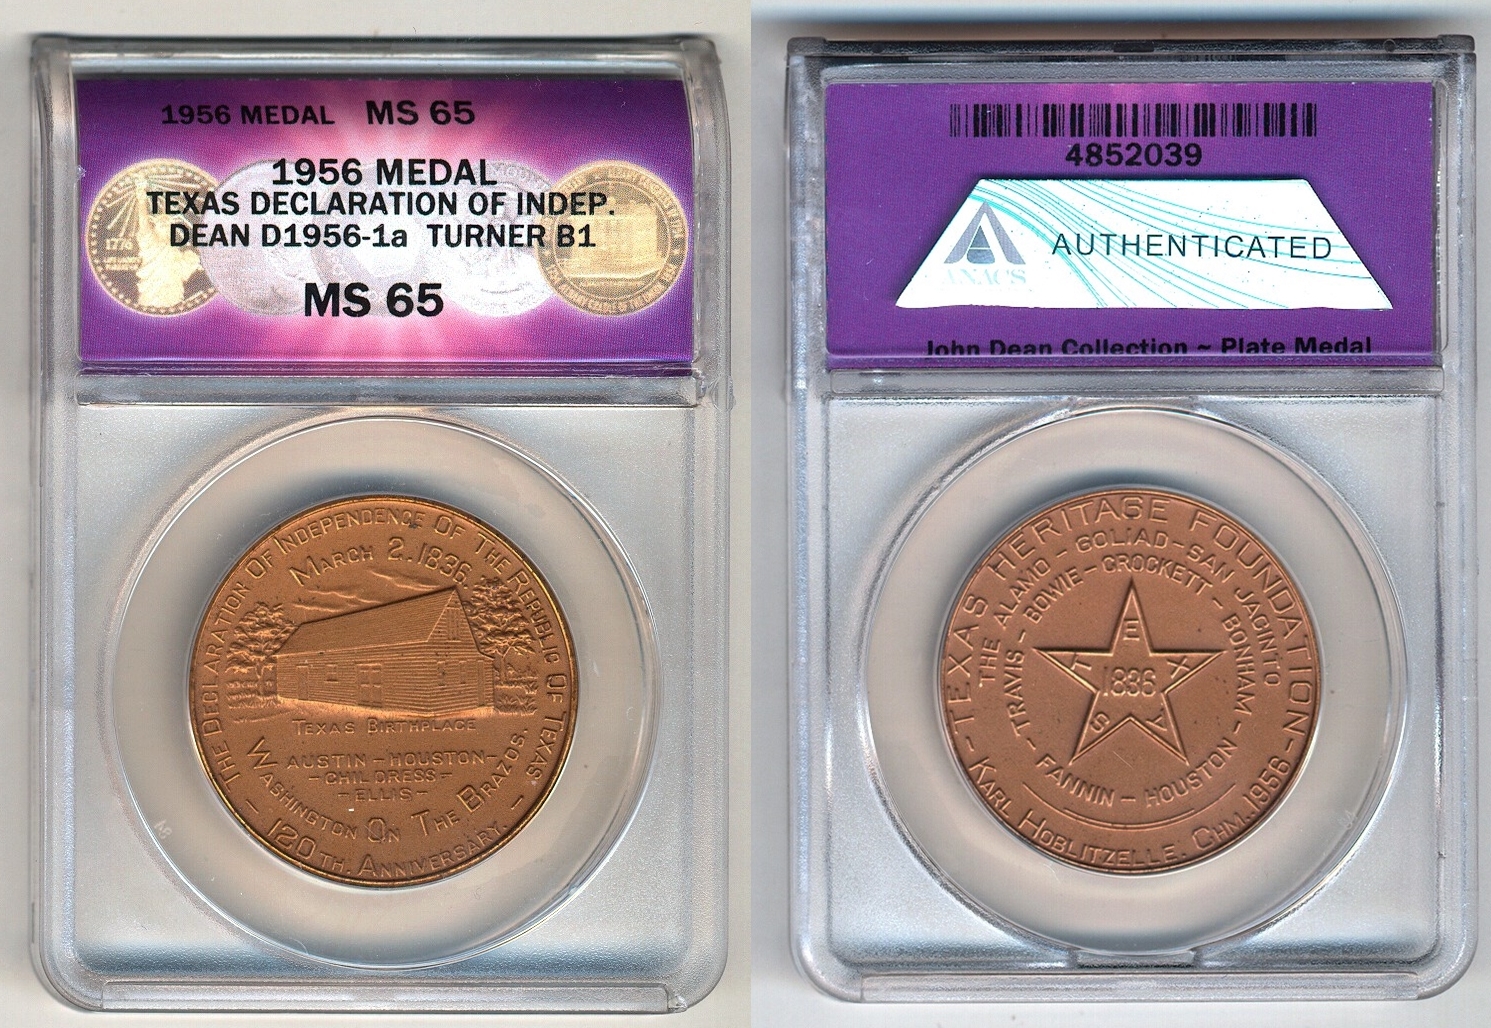 1956 MEDAL MS 65
1956 MEDAL
TEXAS DECLARATION OF INDEP.
DEAN D1956-1a TURNER B1
MS 65
1776
THE DECLARATION OF INDEPENDENCE OF THE REPUBLIC OF TEXAS –
MARCH 2, 1836.
TEXAS BIRTHPLACE
AUSTIN – HOUSTON –
– CHILDRESS –
– ELLIS –
WASHINGTON ON THE BRAZOS.
120TH. ANNIVERSARY.
4852039
ANACS
AUTHENTICATED
John Dean Collection ~ Plate Medal
– TEXAS HERITAGE FOUNDATION –
THE ALAMO – GOLIAD – SAN JACINTO
TRAVIS – BOWIE – CROCKETT – BONHAM –
FANNIN – HOUSTON
TEXAS
1836
KARL HOBLITZELLE. CHM. 1956